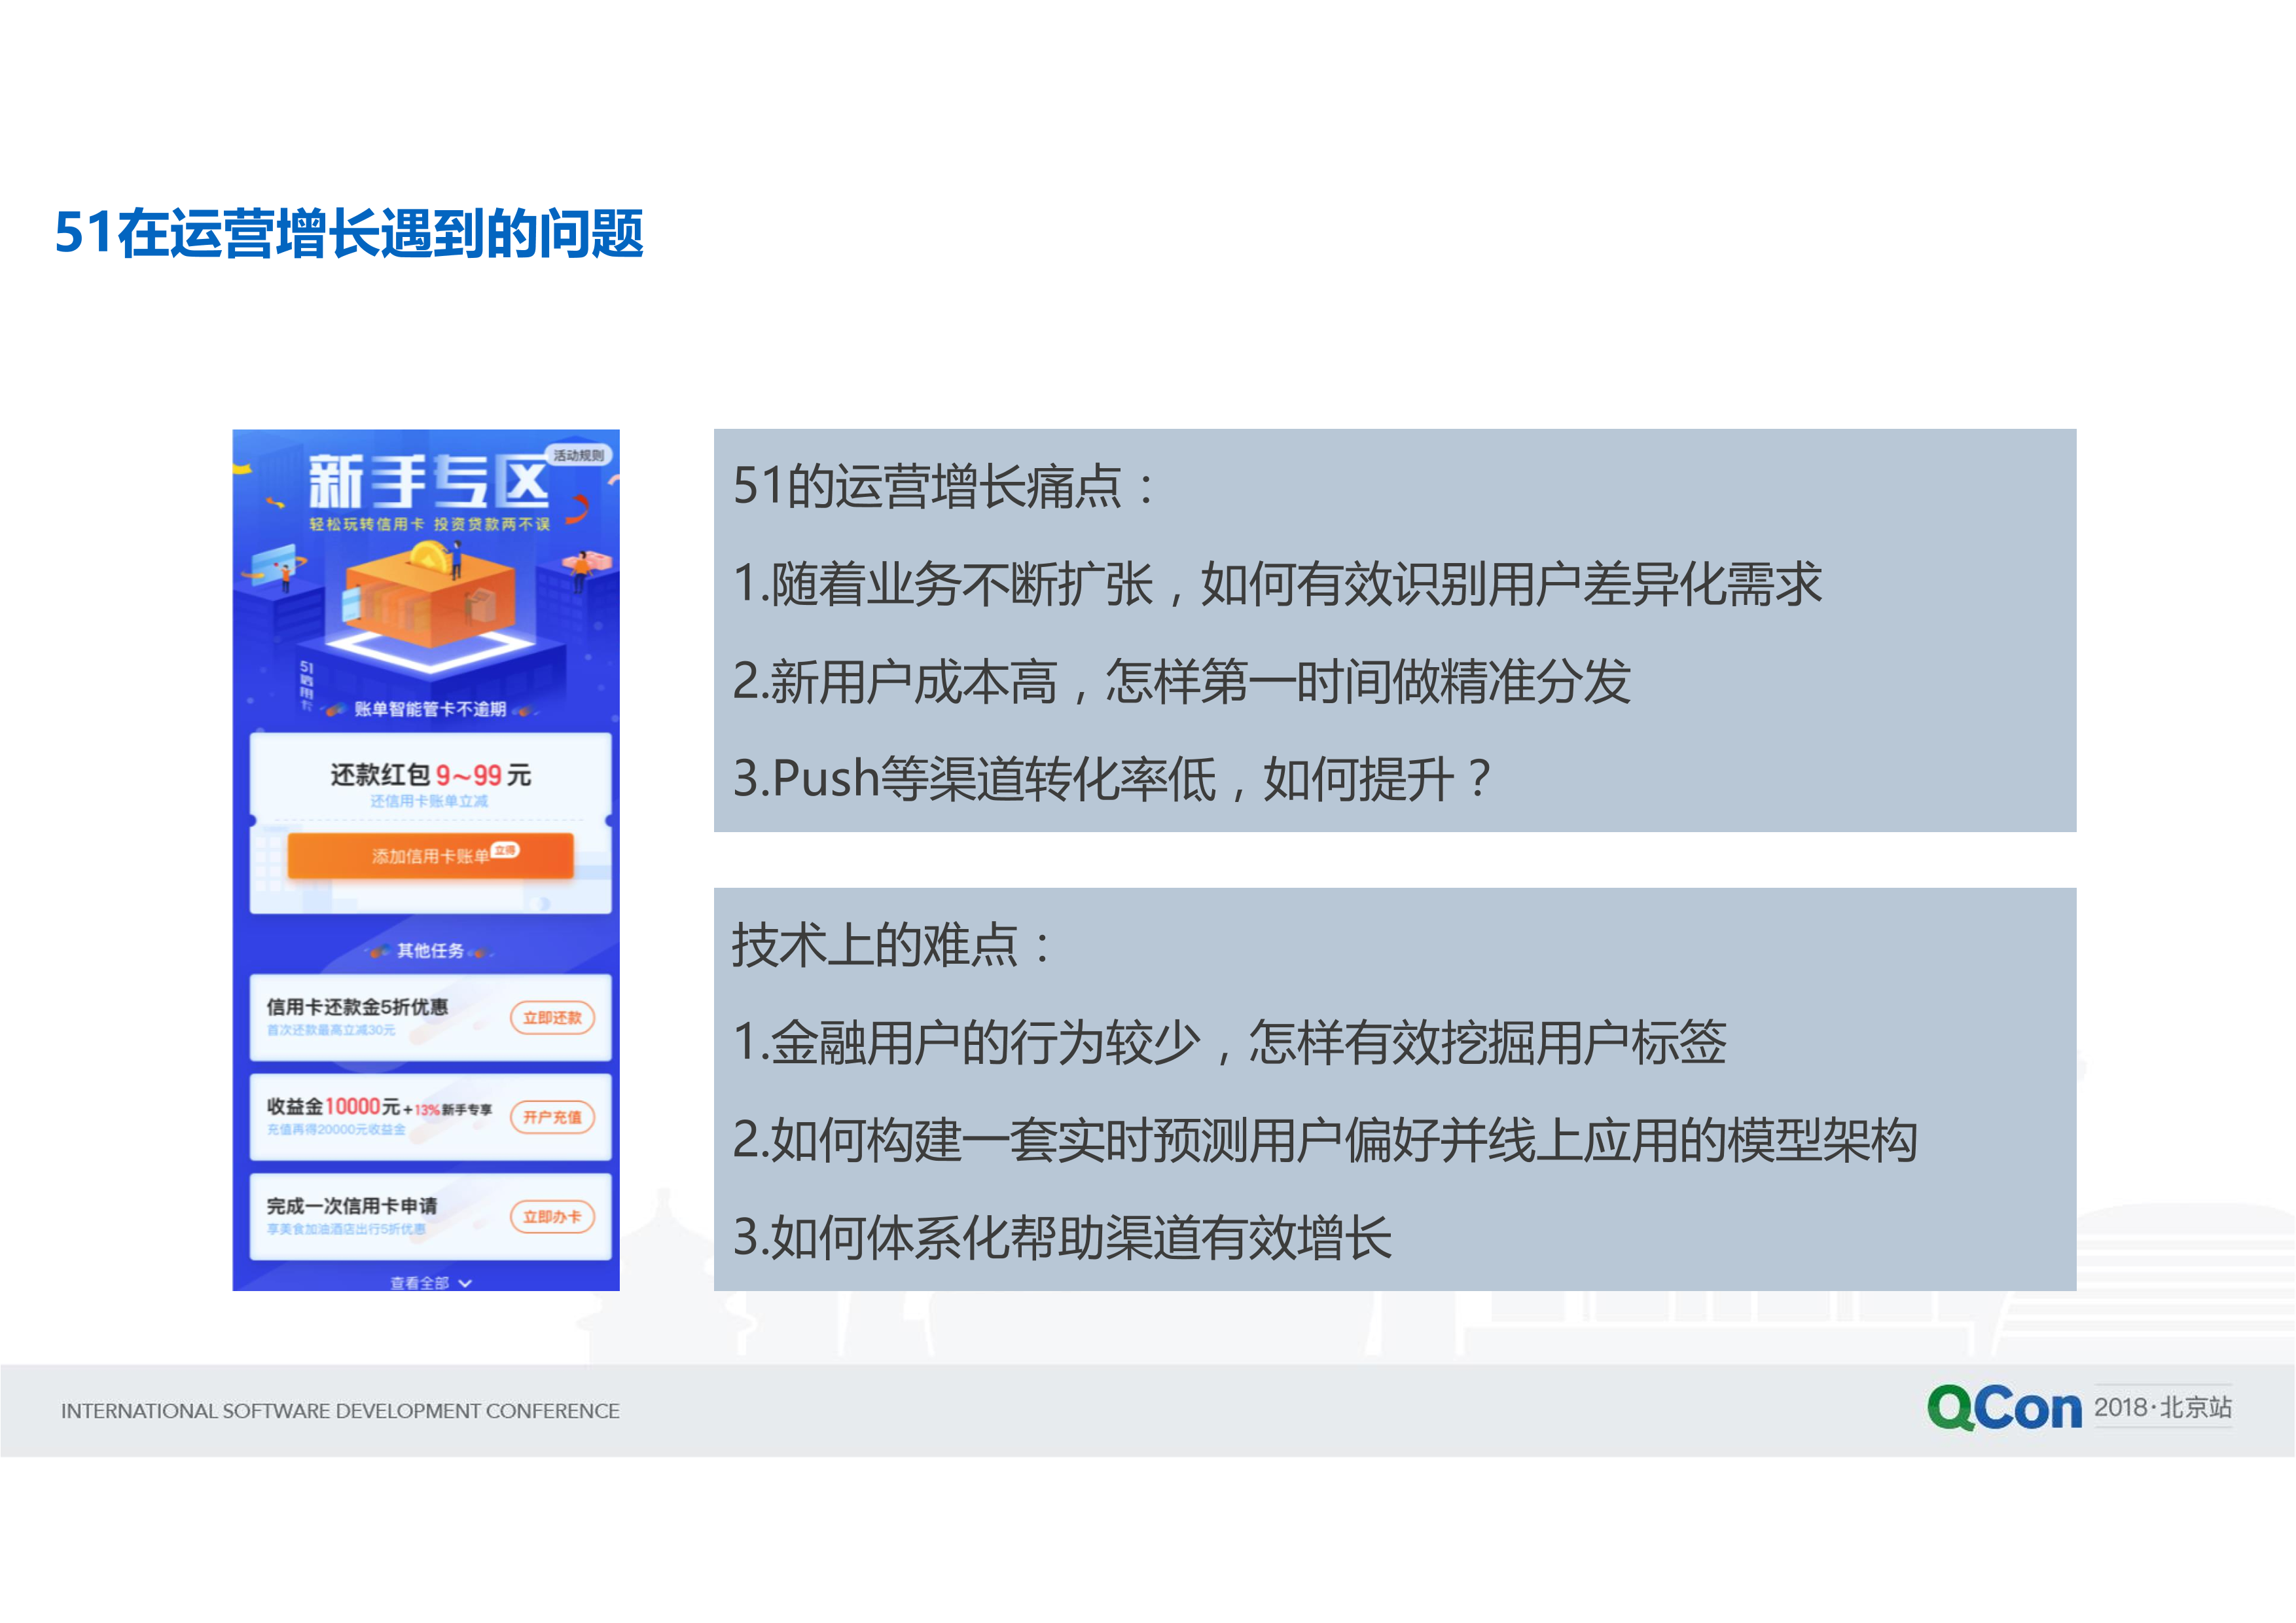 51在运营增长遇到的问题
活动规则
新手专区
轻松玩转信用卡 投资贷款两不误
51信用卡
账单智能管卡不逾期
还款红包 9~99 元
还信用卡账单立减
添加信用卡账单 立得
其他任务
信用卡还款金5折优惠
首次还款最高立减30元
立即还款
收益金10000元+13%新手专享
充值再得20000元收益金
开户充值
完成一次信用卡申请
享美食加油酒店出行5折优惠
立即办卡
查看全部
51的运营增长痛点：
1.随着业务不断扩张，如何有效识别用户差异化需求
2.新用户成本高，怎样第一时间做精准分发
3.Push等渠道转化率低，如何提升？
技术上的难点：
1.金融用户的行为较少，怎样有效挖掘用户标签
2.如何构建一套实时预测用户偏好并线上应用的模型架构
3.如何体系化帮助渠道有效增长
INTERNATIONAL SOFTWARE DEVELOPMENT CONFERENCE
QCon 2018·北京站